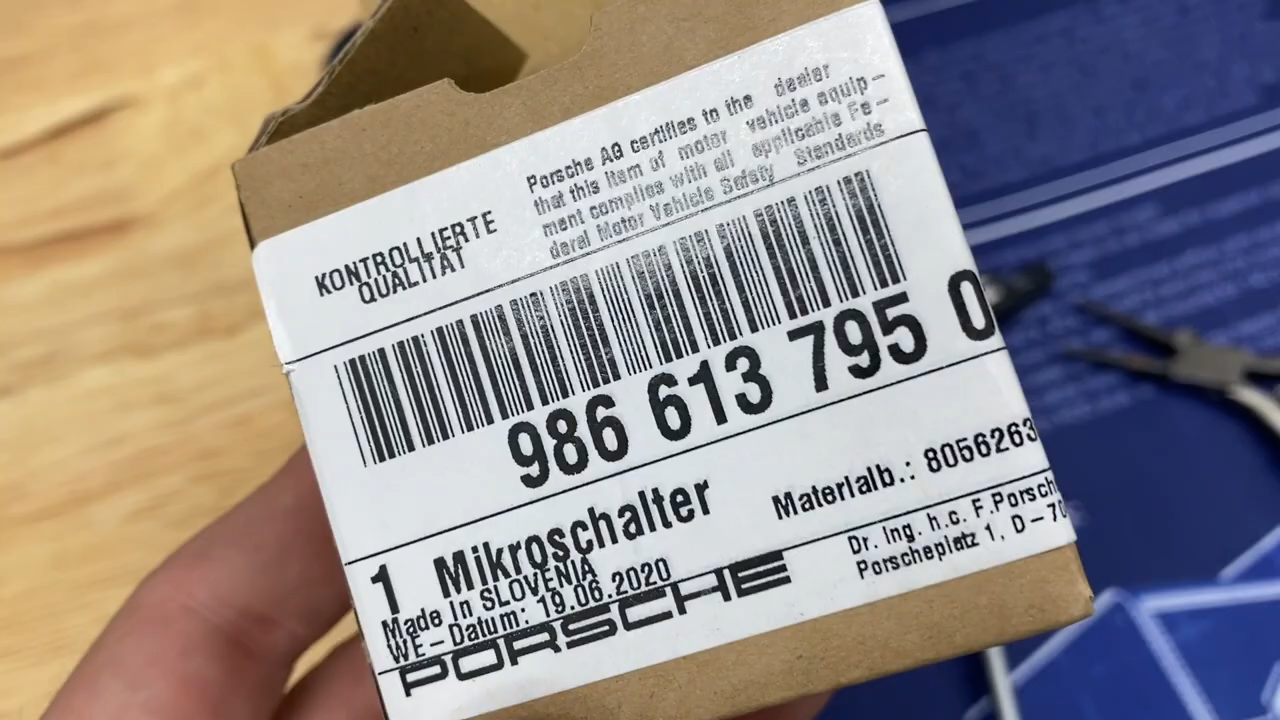 KONTROLLIERTE
QUALITÄT
Porsche AG certifies to the dealer
that this item of motor vehicle equip-
ment complies with all applicable Fe-
deral Motor Vehicle Safety Standards
986 613 795 0
1 Mikroschalter
Materialb.: 8056263
Made in SLOVENIA
WE-Datum: 19.06.2020
PORSCHE
Dr. Ing. h.c. F.Porsch
Porscheplatz 1, D-70